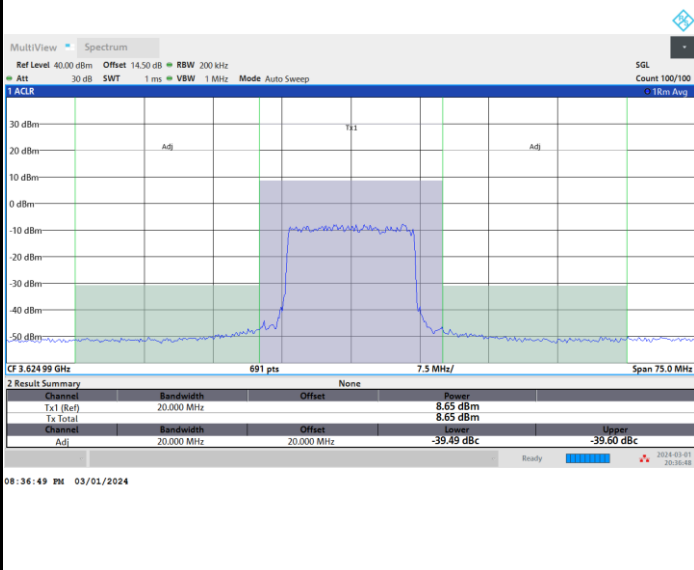 MultiView Spectrum
Ref Level 40.00 dBm Offset 14.50 dB RBW 200 kHz SGL
Att 30 dB SWT 1 ms VBW 1 MHz Mode Auto Sweep Count 100/100
1 ACLR 1Rm Avg
30 dBm
Tx1
Adj Adj
20 dBm
10 dBm
0 dBm
-10 dBm
-20 dBm
-30 dBm
-40 dBm
-50 dBm
CF 3.624 99 GHz 691 pts 7.5 MHz/ Span 75.0 MHz
2 Result Summary None
Channel Bandwidth Offset Power
Tx1 (Ref) 20.000 MHz 8.65 dBm
Tx Total 8.65 dBm
Channel Bandwidth Offset Lower Upper
Adj 20.000 MHz 20.000 MHz -39.49 dBc -39.60 dBc
Ready 2024-03-01
20:36:48
08:36:49 PM 03/01/2024